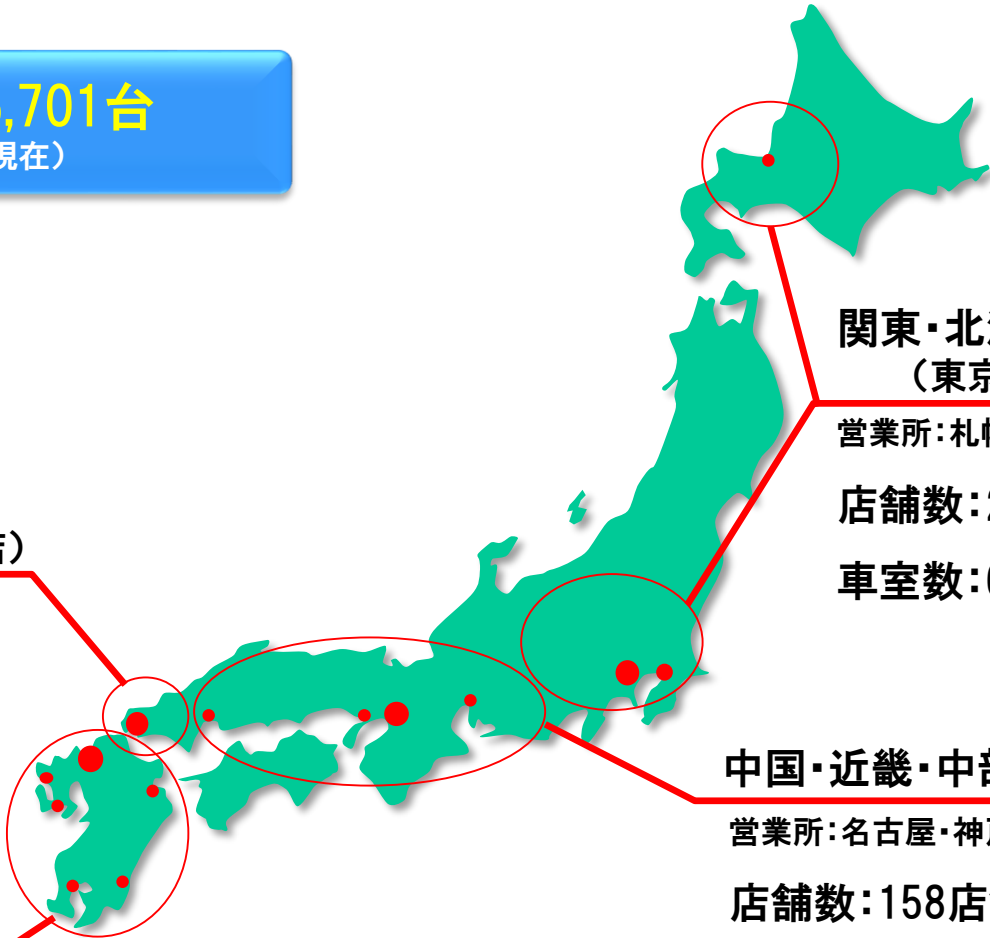 ,701台
現在）
関東・北
（東京
営業所：札幌
店舗数：
車室数：
店）
中国・近畿・中部
営業所：名古屋・神戸
店舗数：158店